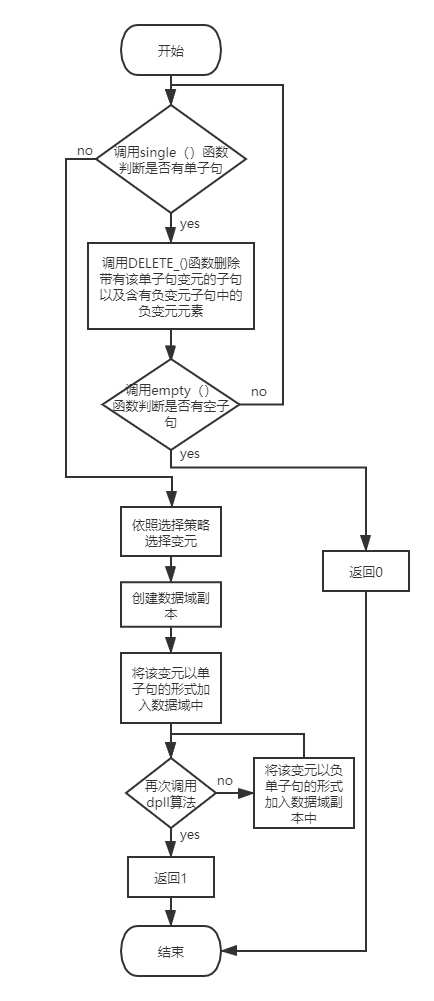 开始
no
调用single（）函数
判断是否有单子句
yes
调用DELETE_()函数删除
带有该单子句变元的子句
以及含有负变元子句中的
负变元元素
调用empty（）
函数判断是否有空子
句
no
yes
依照选择策略
选择变元
返回0
创建数据域副
本
将该变元以单
子句的形式加
入数据域中
再次调用
dpll算法
no
将该变元以负
单子句的形式
加入数据域副
本中
yes
返回1
结束